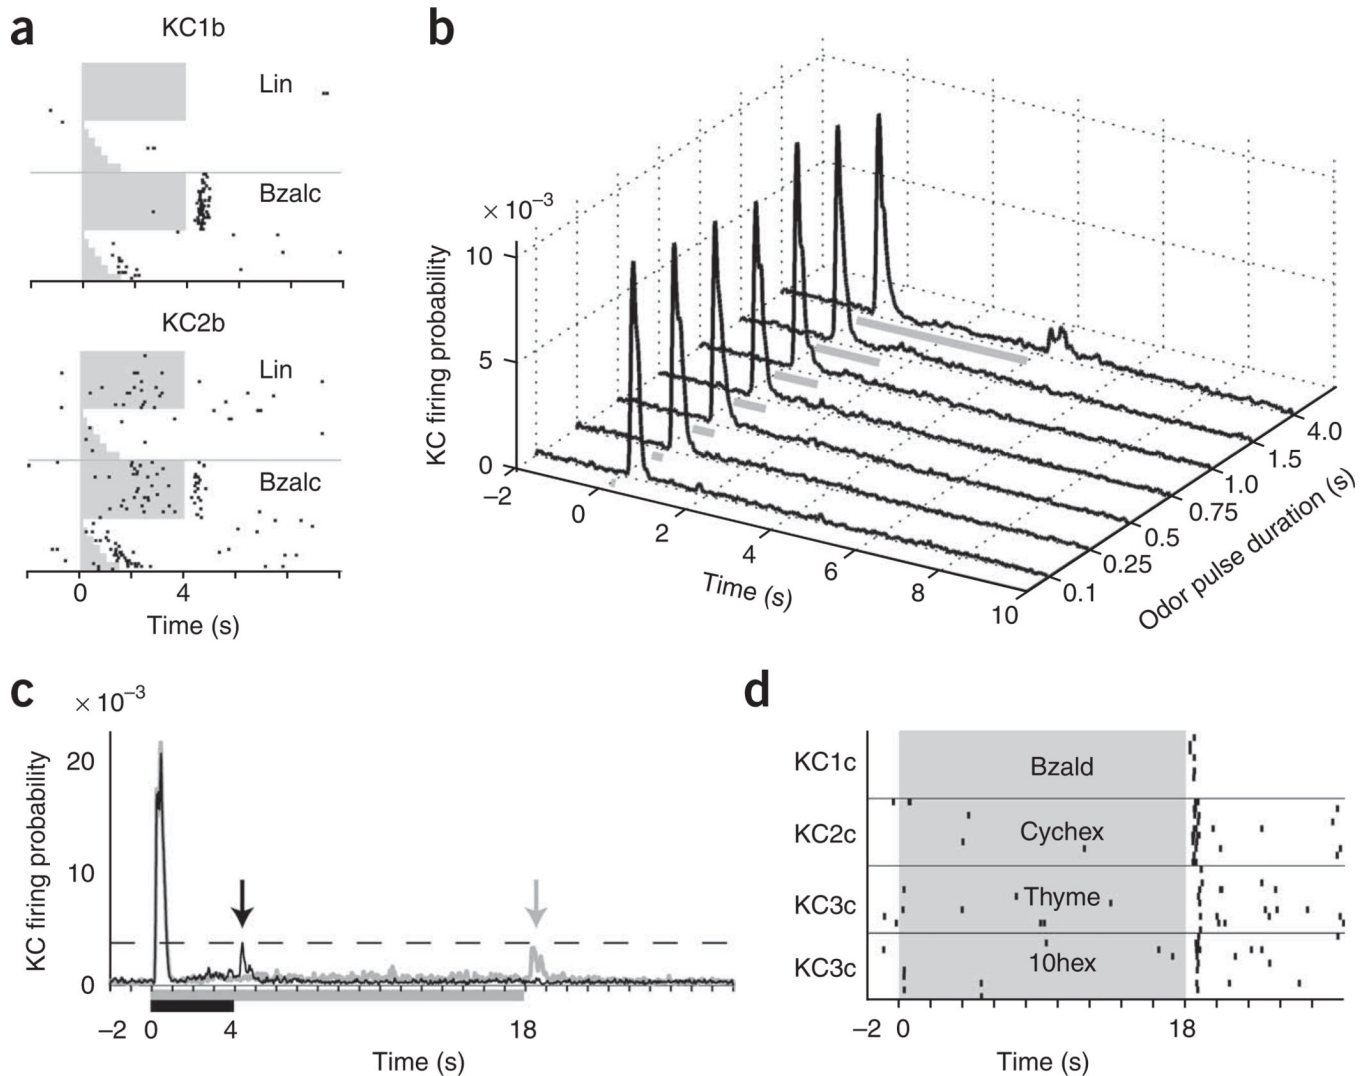 a
KC1b
Lin
Bzalc
KC2b
Lin
Bzalc
0 4
Time (s)
b
× 10⁻³
KC firing probability
10
5
0
−2 0 2 4 6 8 10
Time (s)
0.1 0.25 0.5 0.75 1.0 1.5 4.0
Odor pulse duration (s)
c
× 10⁻³
KC firing probability
20
10
0
−2 0 4 18
Time (s)
d
KC1c Bzald
KC2c Cychex
KC3c Thyme
KC3c 10hex
−2 0 18
Time (s)